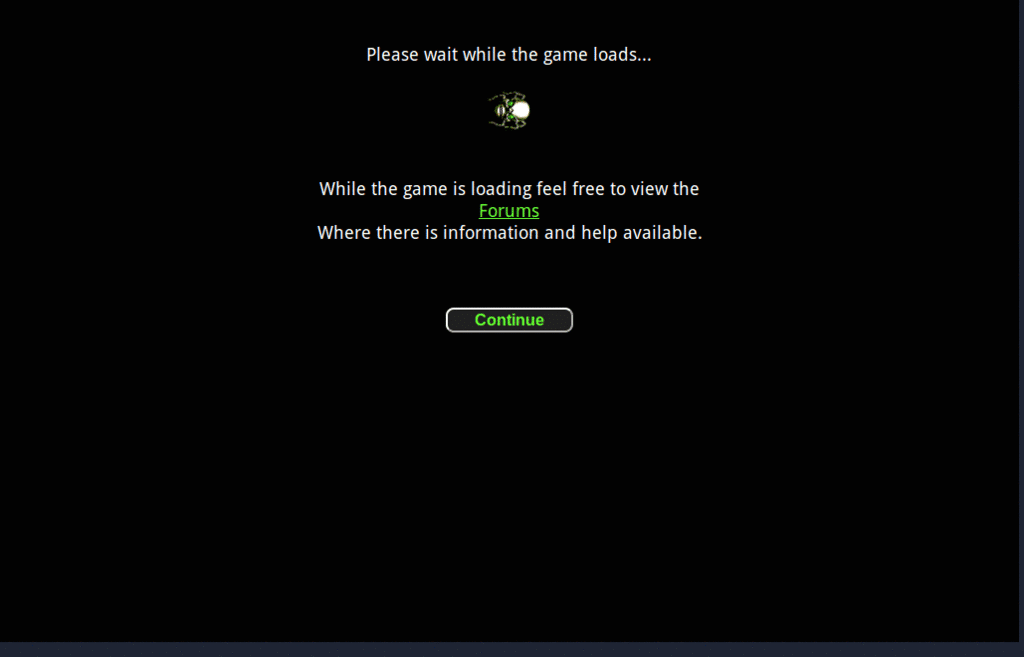 Please wait while the game loads...
While the game is loading feel free to view the
Forums
Where there is information and help available.
Continue